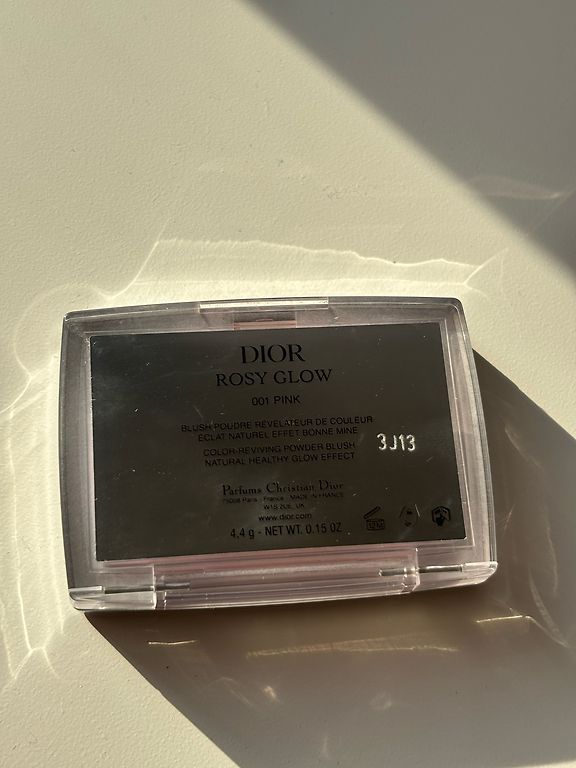 DIOR
ROSY GLOW
001 PINK
BLUSH POUDRE RÉVÉLATEUR DE COULEUR
ÉCLAT NATUREL EFFET BONNE MINE
COLOR-REVIVING POWDER BLUSH
NATURAL HEALTHY GLOW EFFECT
3J13
Parfums Christian Dior
75008 Paris - France - MADE IN FRANCE
W1S 2UE, UK
www.dior.com
4.4 g - NET WT. 0.15 OZ
12M